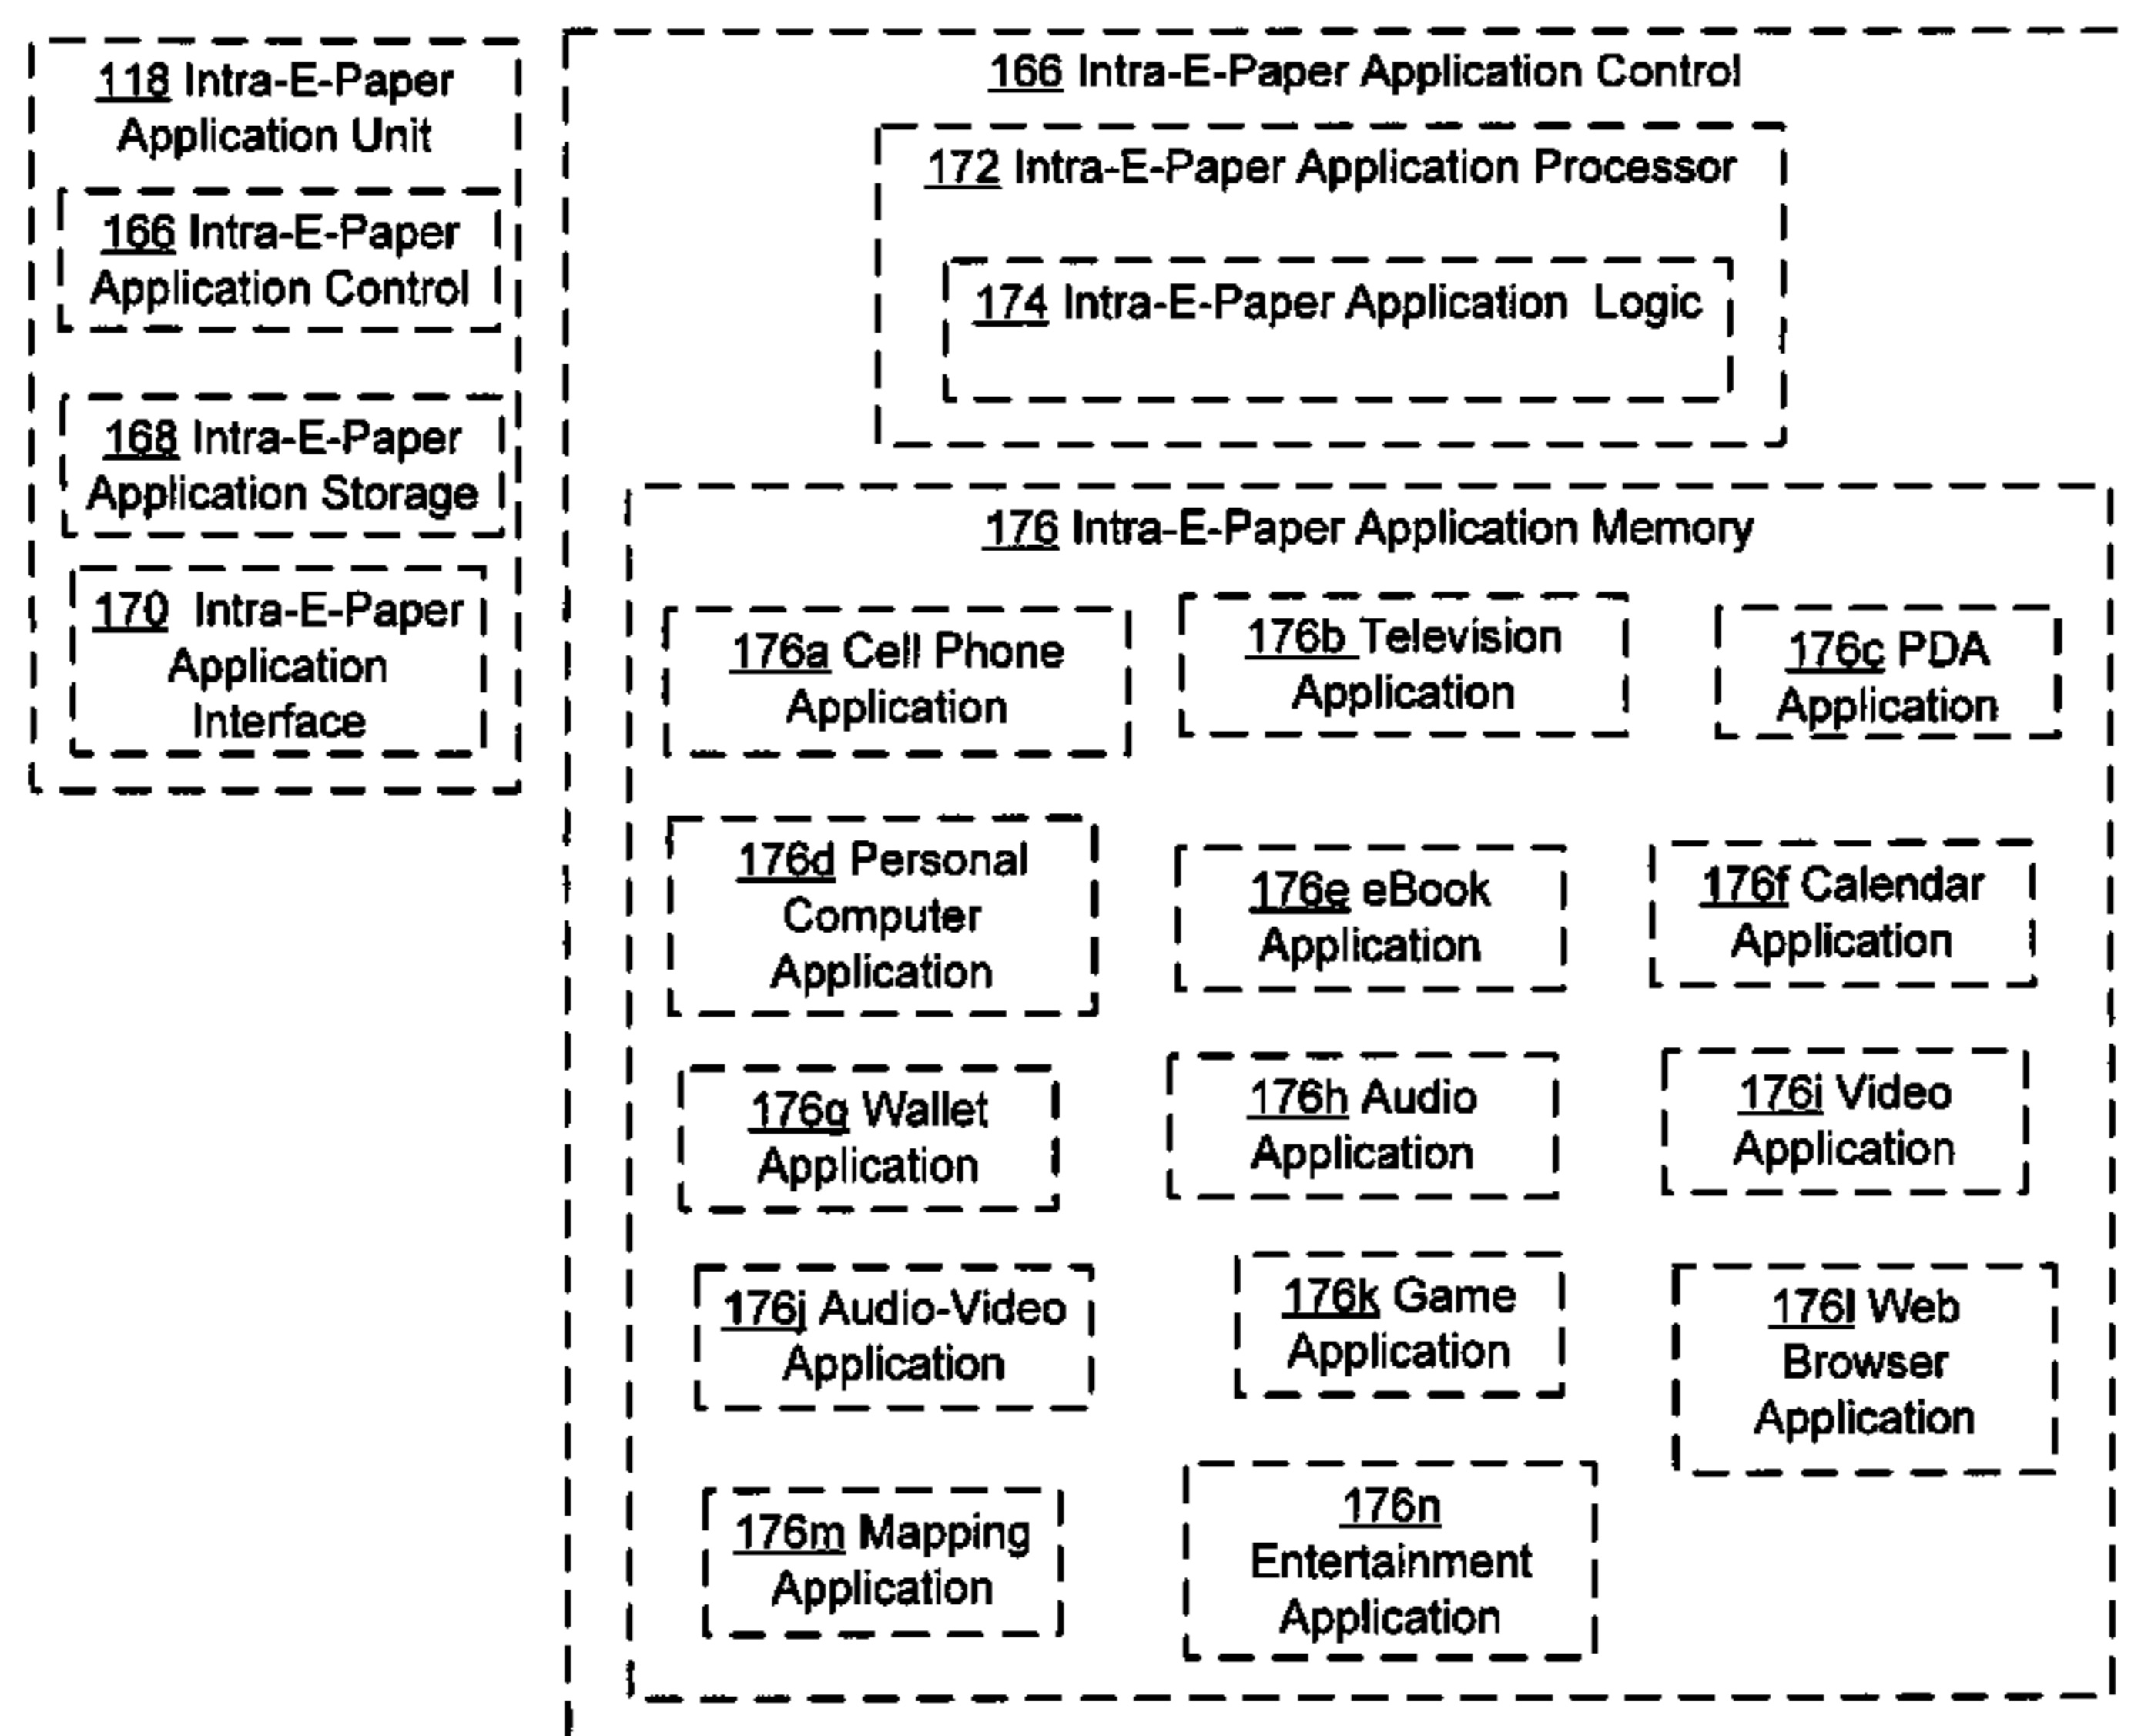 118 Intra-E-Paper
Application Unit
166 Intra-E-Paper
Application Control
168 Intra-E-Paper
Application Storage
170 Intra-E-Paper
Application
Interface
166 Intra-E-Paper Application Control
172 Intra-E-Paper Application Processor
174 Intra-E-Paper Application Logic
176 Intra-E-Paper Application Memory
176a Cell Phone
Application
176b Television
Application
176c PDA
Application
176d Personal
Computer
Application
176e eBook
Application
176f Calendar
Application
176g Wallet
Application
176h Audio
Application
176i Video
Application
176j Audio-Video
Application
176k Game
Application
176l Web
Browser
Application
176m Mapping
Application
176n
Entertainment
Application